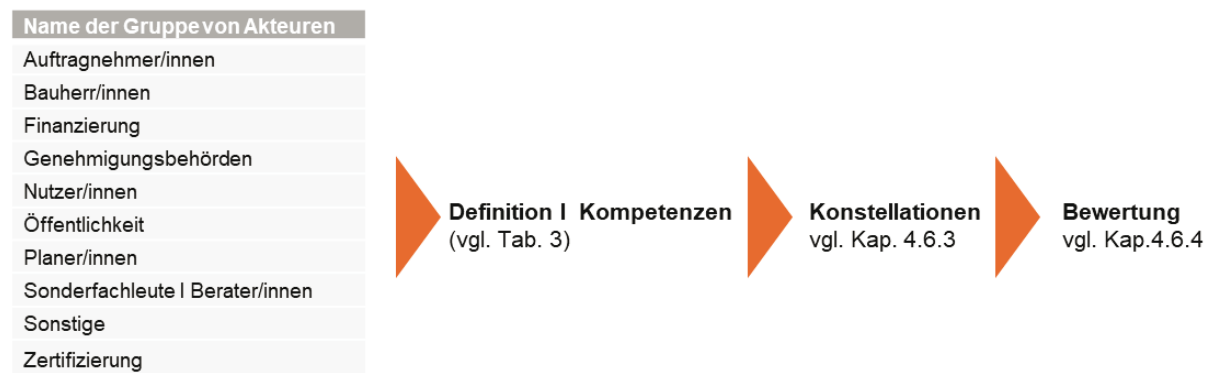 Name der Gruppe von Akteuren
Auftragnehmer/innen
Bauherr/innen
Finanzierung
Genehmigungsbehörden
Nutzer/innen
Öffentlichkeit
Planer/innen
Sonderfachleute I Berater/innen
Sonstige
Zertifizierung
Definition I Kompetenzen
(vgl. Tab. 3)
Konstellationen
vgl. Kap. 4.6.3
Bewertung
vgl. Kap.4.6.4